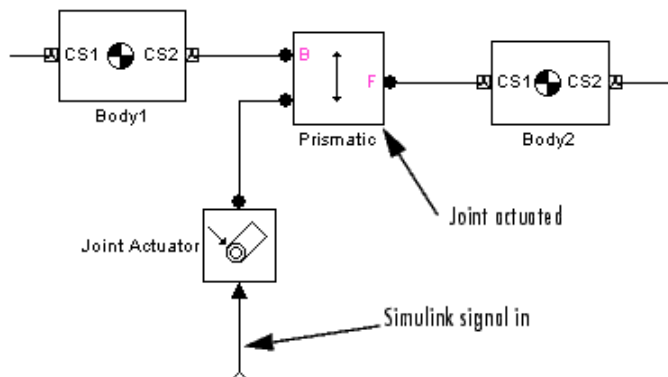 CS1 CS2
Body1
B
F
Prismatic
CS1 CS2
Body2
Joint actuated
Joint Actuator
Simulink signal in